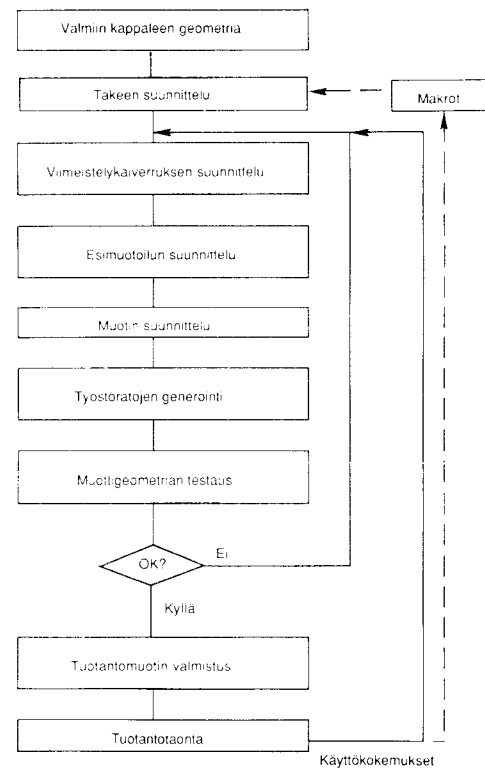 Valmiin kappaleen geometria
Takeen suunnittelu
Makrot
Viimeistelykaiverruksen suunnittelu
Esimuotoilun suunnittelu
Muotin suunnittelu
Työstöratojen generointi
Muottigeometrian testaus
OK?
Ei
Kyllä
Tuotantomuotin valmistus
Tuotantotaonta
Käyttökokemukset